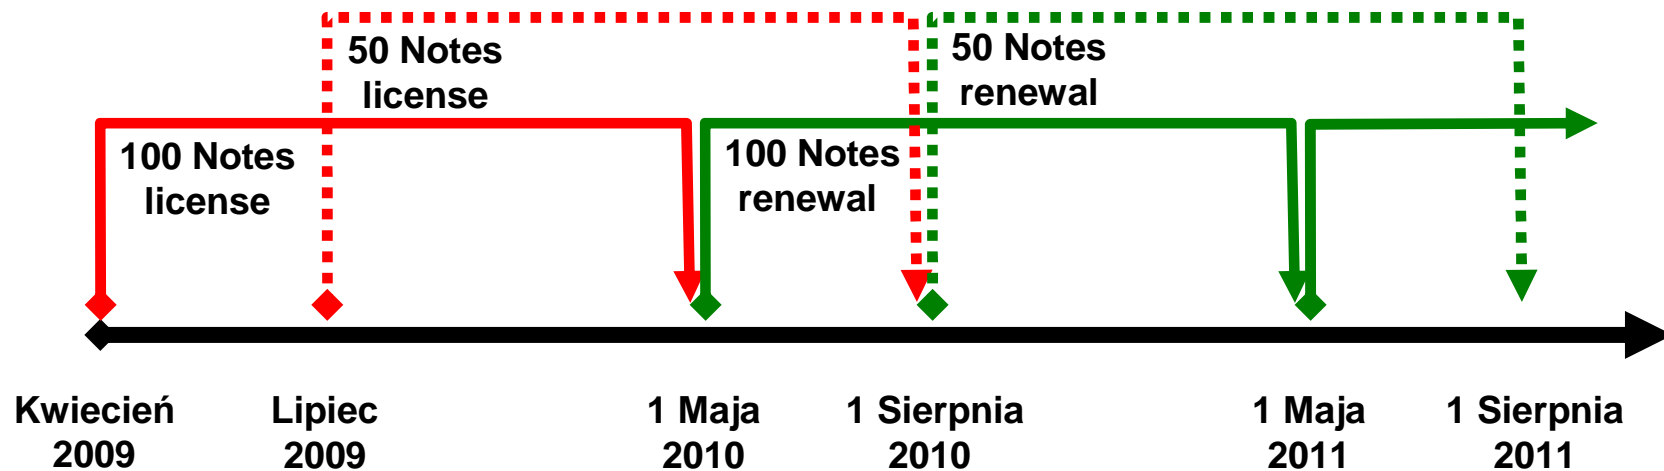 50 Notes
license
50 Notes
renewal
100 Notes
license
100 Notes
renewal
Kwiecień
2009
Lipiec
2009
1 Maja
2010
1 Sierpnia
2010
1 Maja
2011
1 Sierpnia
2011